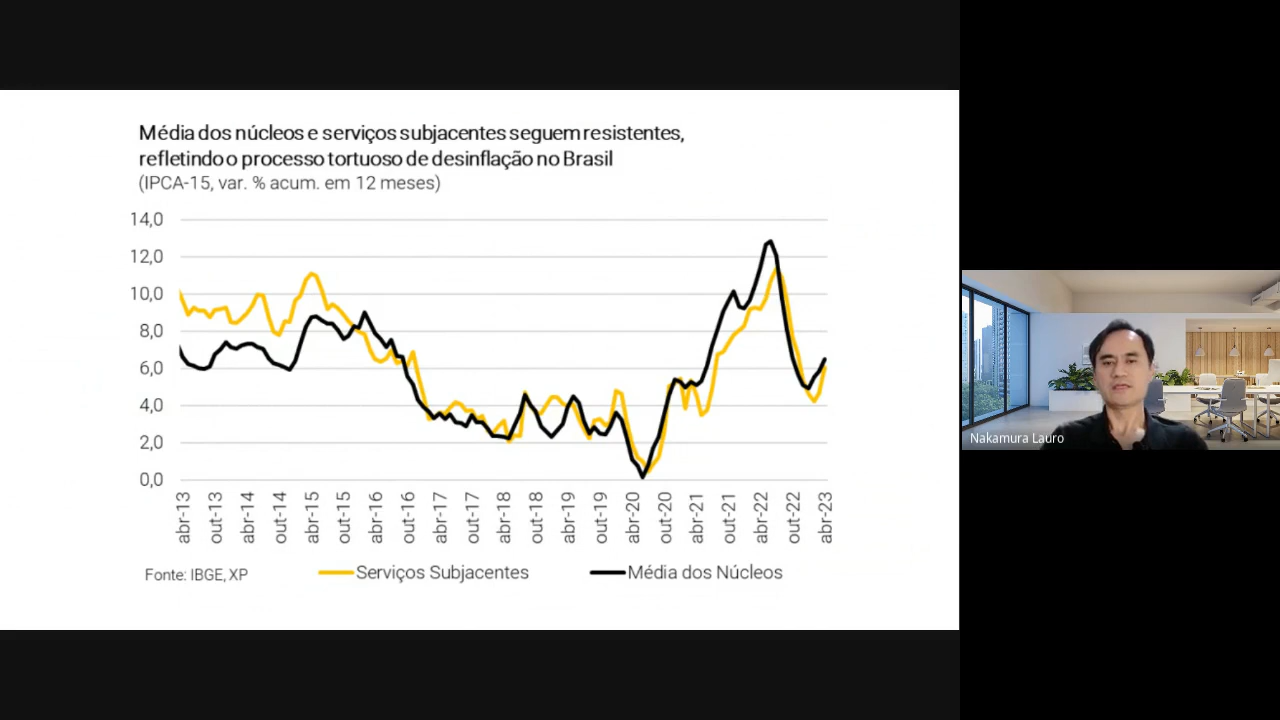 Média dos núcleos e serviços subjacentes seguem resistentes,
refletindo o processo tortuoso de desinflação no Brasil
(IPCA-15, var. % acum. em 12 meses)
14,0
12,0
10,0
8,0
6,0
4,0
2,0
0,0
abr-13
out-13
abr-14
out-14
abr-15
out-15
abr-16
out-16
abr-17
out-17
abr-18
out-18
abr-19
out-19
abr-20
out-20
abr-21
out-21
abr-22
out-22
abr-23
Fonte: IBGE, XP
Serviços Subjacentes
Média dos Núcleos
Nakamura Lauro